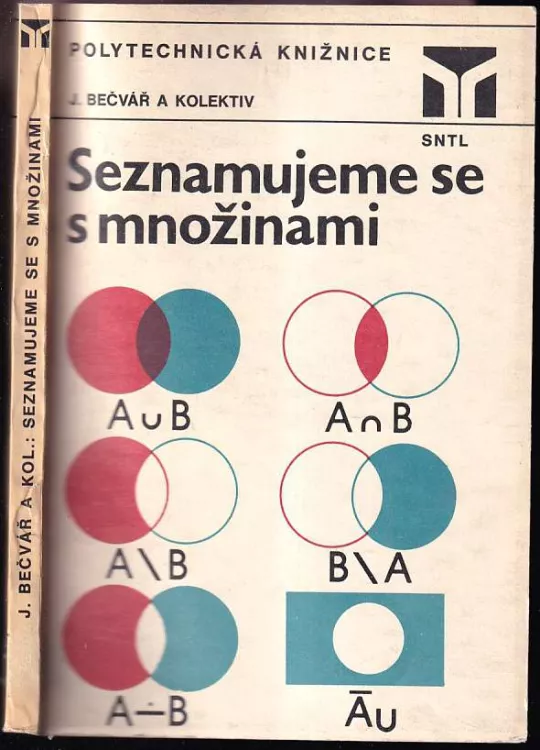 POLYTECHNICKÁ KNIŽNICE
J. BEČVÁŘ A KOLEKTIV
SNTL
Seznamujeme se
s množinami
A∪B
A∩B
A\B
B\A
A∸B
Āu
J. BEČVÁŘ A KOL.: SEZNAMUJEME SE S MNOŽINAMI